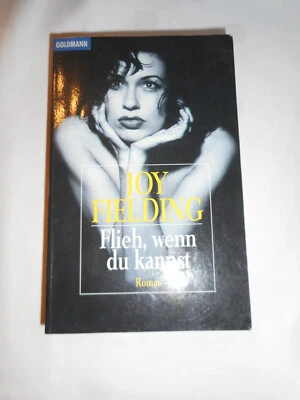 GOLDMANN
JOY
FIELDING
Flieh, wenn
du kannst
Roman